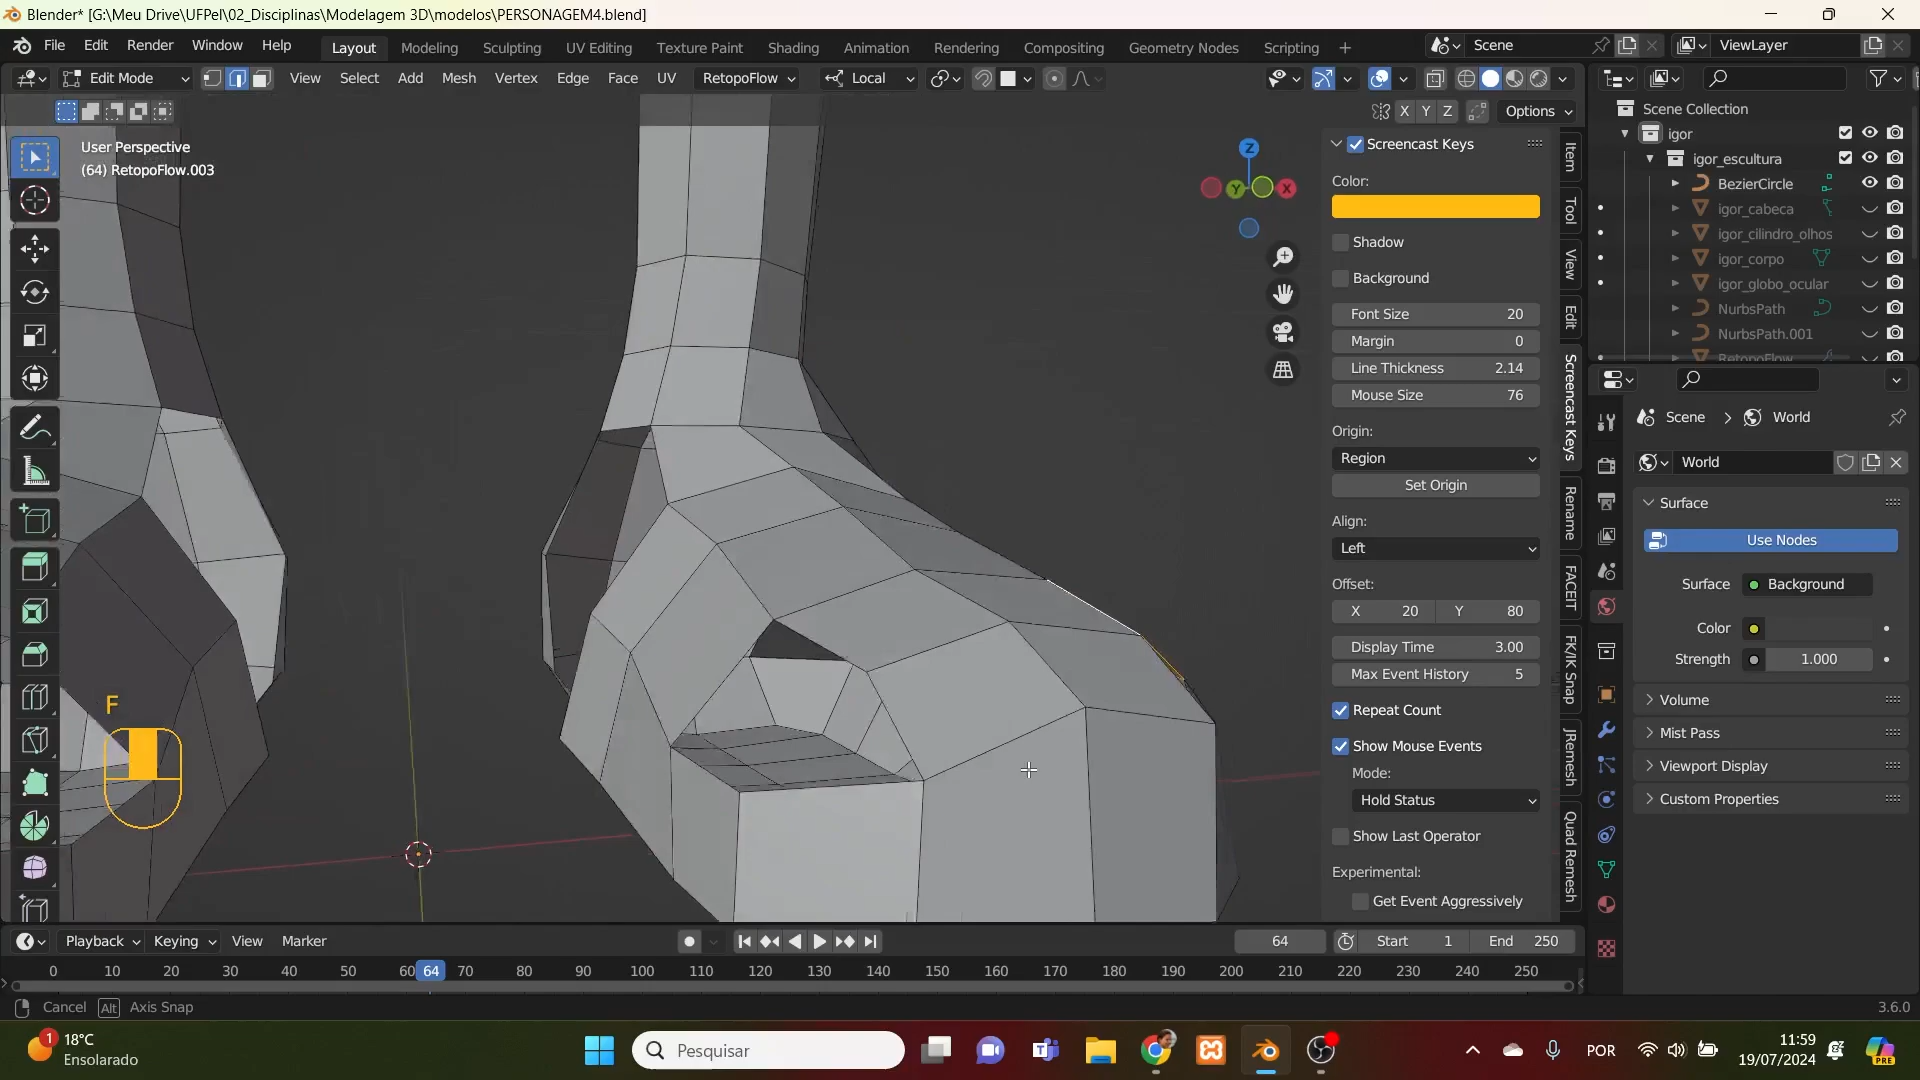 Blender* [G:\Meu Drive\UFPel\02_Disciplinas\Modelagem 3D\modelos\PERSONAGEM4.blend]
File Edit Render Window Help Layout Modeling Sculpting UV Editing Texture Paint Shading Animation Rendering Compositing Geometry Nodes Scripting + Scene ViewLayer
Edit Mode View Select Add Mesh Vertex Edge Face UV RetopoFlow Local
X Y Z Options
User Perspective
(64) RetopoFlow.003
Z
Y X
Screencast Keys
Color:
Shadow
Background
Font Size 20
Margin 0
Line Thickness 2.14
Mouse Size 76
Origin:
Region
Set Origin
Align:
Left
Offset:
X 20 Y 80
Display Time 3.00
Max Event History 5
Repeat Count
Show Mouse Events
Mode:
Hold Status
Show Last Operator
Experimental:
Get Event Aggressively
Item
Tool
View
Edit
Screencast Keys
Rename
FACEIT
FK/IK Snap
JRemesh
Quad Remesh
Scene Collection
igor
igor_escultura
BezierCircle
igor_cabeca
igor_cilindro_olhos
igor_corpo
igor_globo_ocular
NurbsPath
NurbsPath.001
RetopoFlow
Scene > World
World
Surface
Use Nodes
Surface Background
Color
Strength 1.000
Volume
Mist Pass
Viewport Display
Custom Properties
F
Playback Keying View Marker 64 Start 1 End 250
0 10 20 30 40 50 60 64 70 80 90 100 110 120 130 140 150 160 170 180 190 200 210 220 230 240 250
Cancel Alt Axis Snap 3.6.0
1
18°C
Ensolarado
Pesquisar
POR
11:59
19/07/2024
PRE